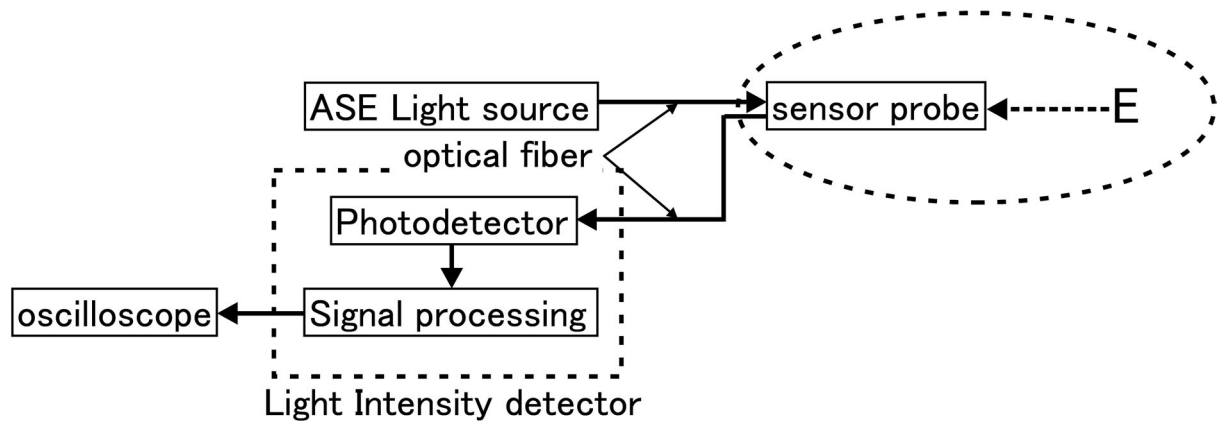 ASE Light source
sensor probe
E
optical fiber
Photodetector
oscilloscope
Signal processing
Light Intensity detector